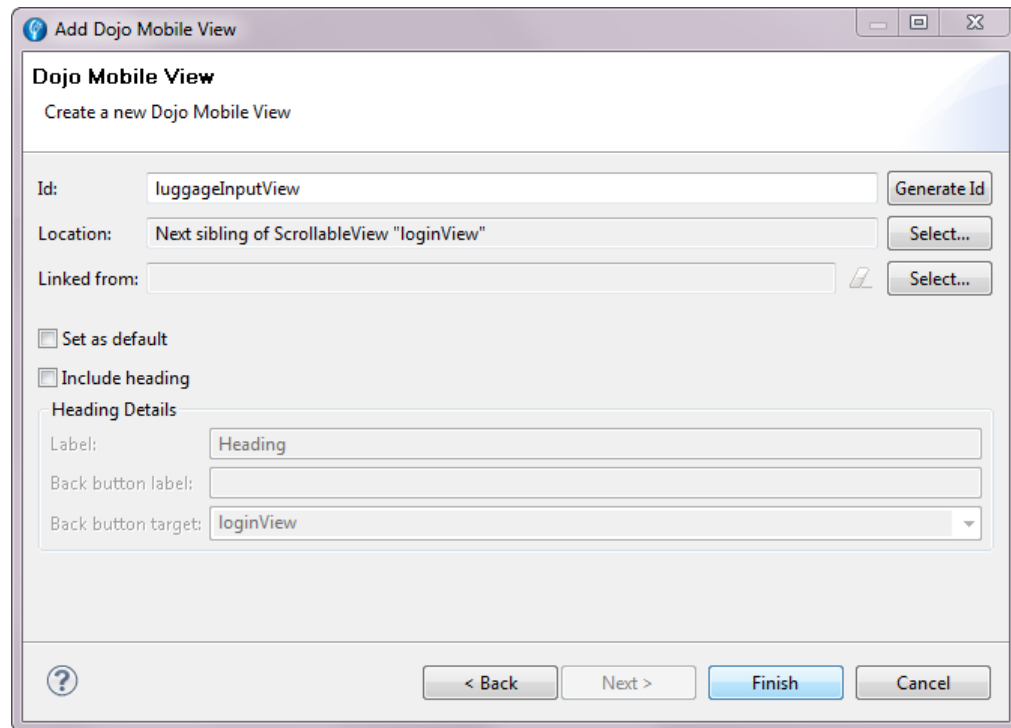 Add Dojo Mobile View
Dojo Mobile View
Create a new Dojo Mobile View
Id: luggageInputView Generate Id
Location: Next sibling of ScrollableView "loginView" Select...
Linked from: Select...
Set as default
Include heading
Heading Details
Label: Heading
Back button label:
Back button target: loginView
? < Back Next > Finish Cancel